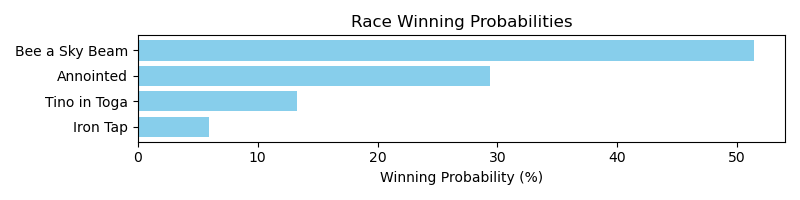 Race Winning Probabilities
Bee a Sky Beam
Annointed
Tino in Toga
Iron Tap
0 10 20 30 40 50
Winning Probability (%)